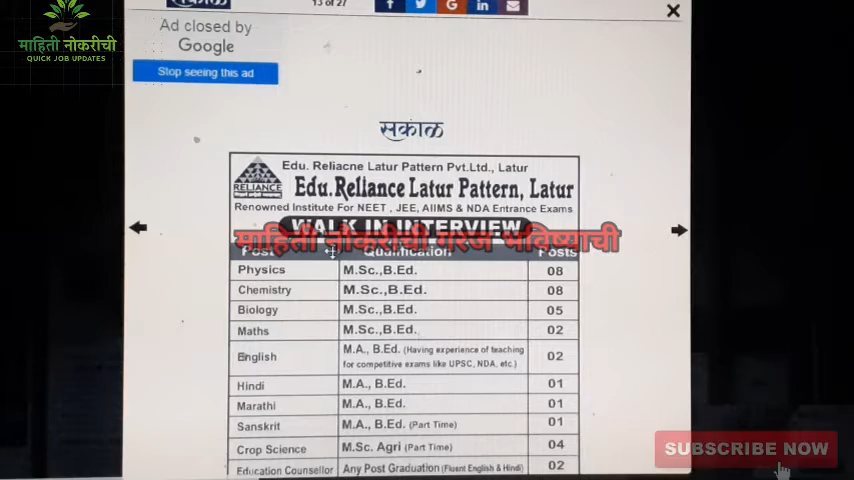 सकाळ
13 of 27
माहिती नोकरीची
QUICK JOB UPDATES
Ad closed by
Google
Stop seeing this ad
सकाळ
RELIANCE
Edu. Reliacne Latur Pattern Pvt.Ltd., Latur
Edu.Reliance Latur Pattern, Latur
Renowned Institute For NEET , JEE, AIIMS & NDA Entrance Exams
WALK IN INTERVIEW
माहिती नोकरीची गरज भविष्याची
Post Qualification Posts
Physics M.Sc.,B.Ed. 08
Chemistry M.Sc.,B.Ed. 08
Biology M.Sc.,B.Ed. 05
Maths M.Sc.,B.Ed. 02
English M.A., B.Ed. (Having experience of teaching
for competitive exams like UPSC, NDA, etc.) 02
Hindi M.A., B.Ed. 01
Marathi M.A., B.Ed. 01
Sanskrit M.A., B.Ed. (Part Time) 01
Crop Science M.Sc. Agri (Part Time) 04
Education Counsellor Any Post Graduation (Fluent English & Hindi) 02
SUBSCRIBE NOW